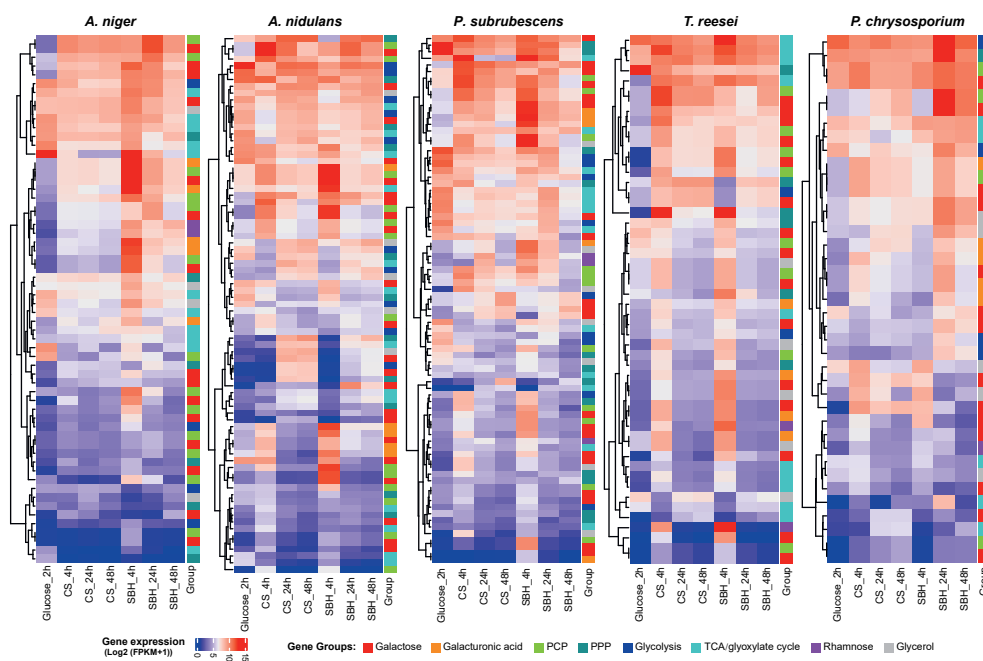 A. niger
A. nidulans
P. subrubescens
T. reesei
P. chrysosporium
Glucose_2h
CS_4h
CS_24h
CS_48h
SBH_4h
SBH_24h
SBH_48h
Group
Glucose_2h
CS_4h
CS_24h
CS_48h
SBH_4h
SBH_24h
SBH_48h
Group
Glucose_2h
CS_4h
CS_24h
CS_48h
SBH_4h
SBH_24h
SBH_48h
Group
Glucose_2h
CS_4h
CS_24h
CS_48h
SBH_4h
SBH_24h
SBH_48h
Group
Glucose_2h
CS_4h
CS_24h
CS_48h
SBH_4h
SBH_24h
SBH_48h
Group
Gene expression
(Log2 (FPKM+1))
0
5
10
15
Gene Groups: Galactose Galacturonic acid PCP PPP Glycolysis TCA/glyoxylate cycle Rhamnose Glycerol